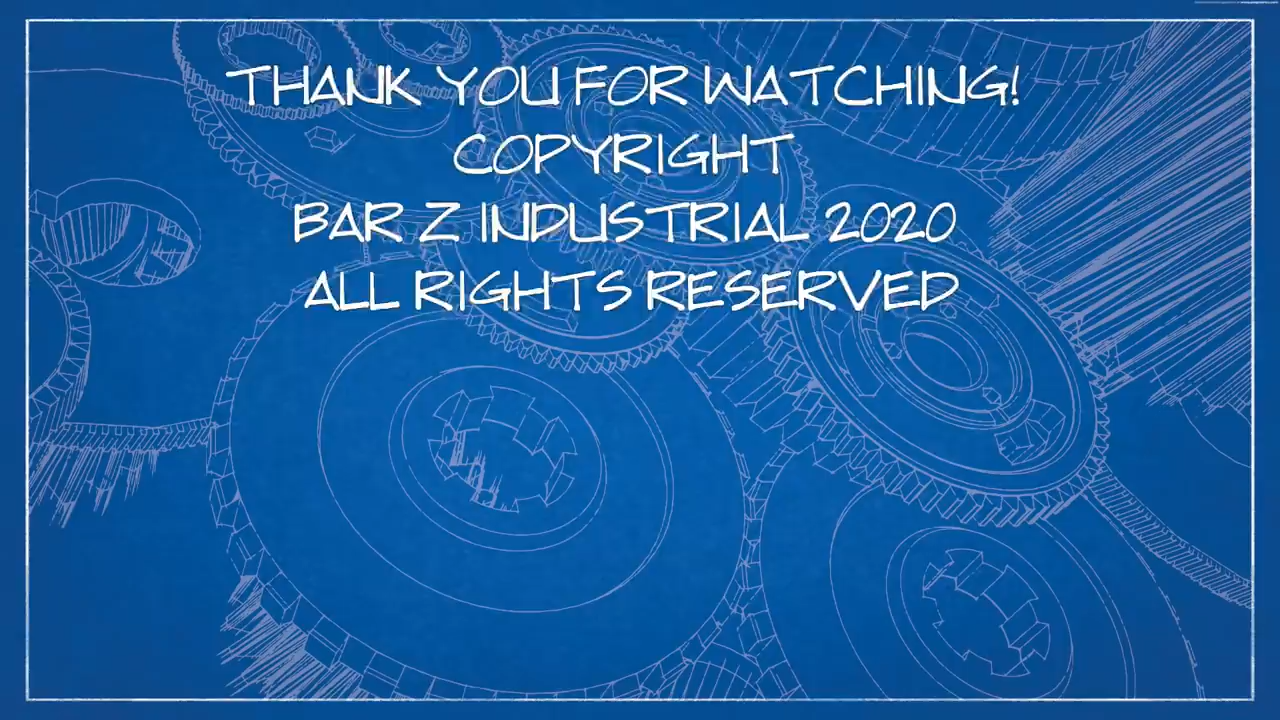 THANK YOU FOR WATCHING!
COPYRIGHT
BAR Z INDUSTRIAL 2020
ALL RIGHTS RESERVED